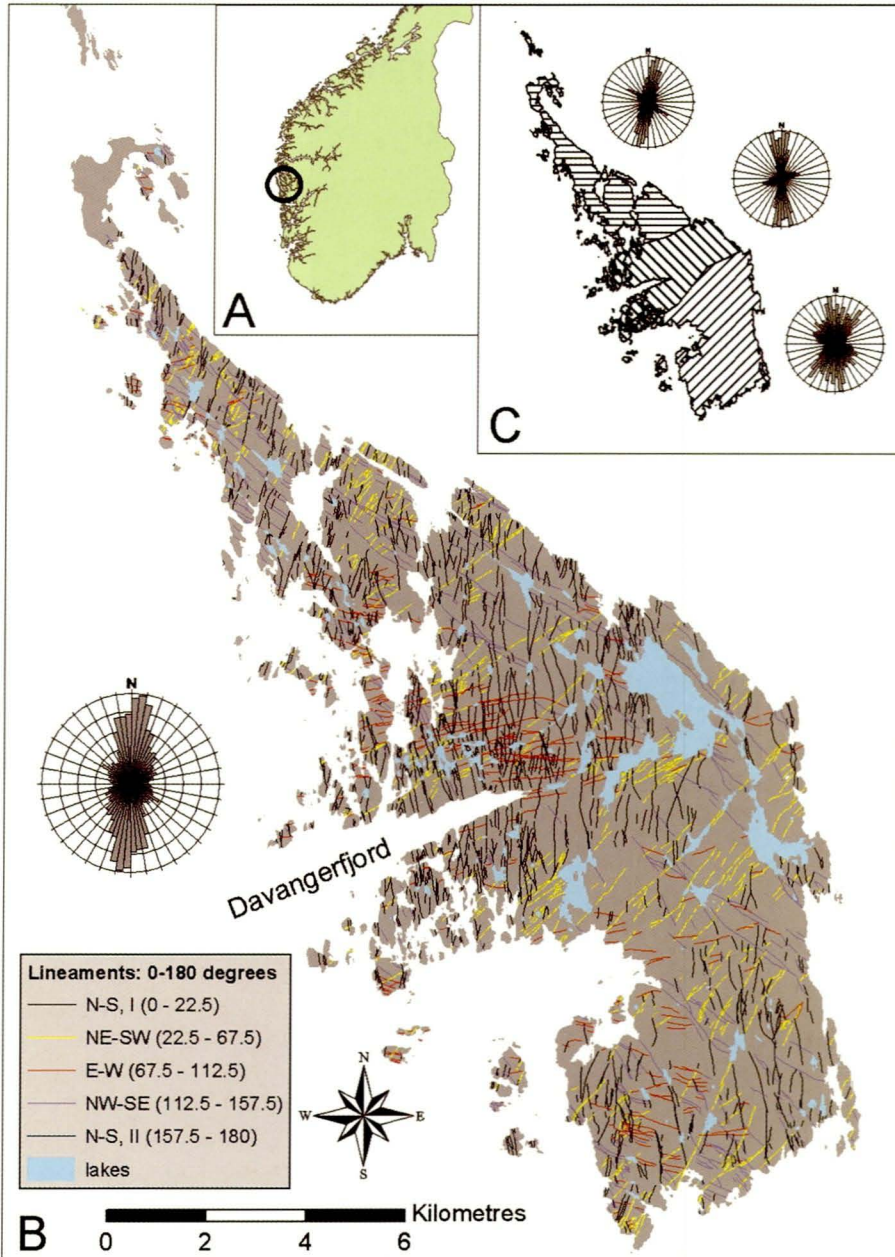 A
N
N
N
C
N
Davangerfjord
Lineaments: 0-180 degrees
N-S, I (0 - 22.5)
NE-SW (22.5 - 67.5)
E-W (67.5 - 112.5)
NW-SE (112.5 - 157.5)
N-S, II (157.5 - 180)
lakes
N
W
E
S
B
Kilometres
0 2 4 6